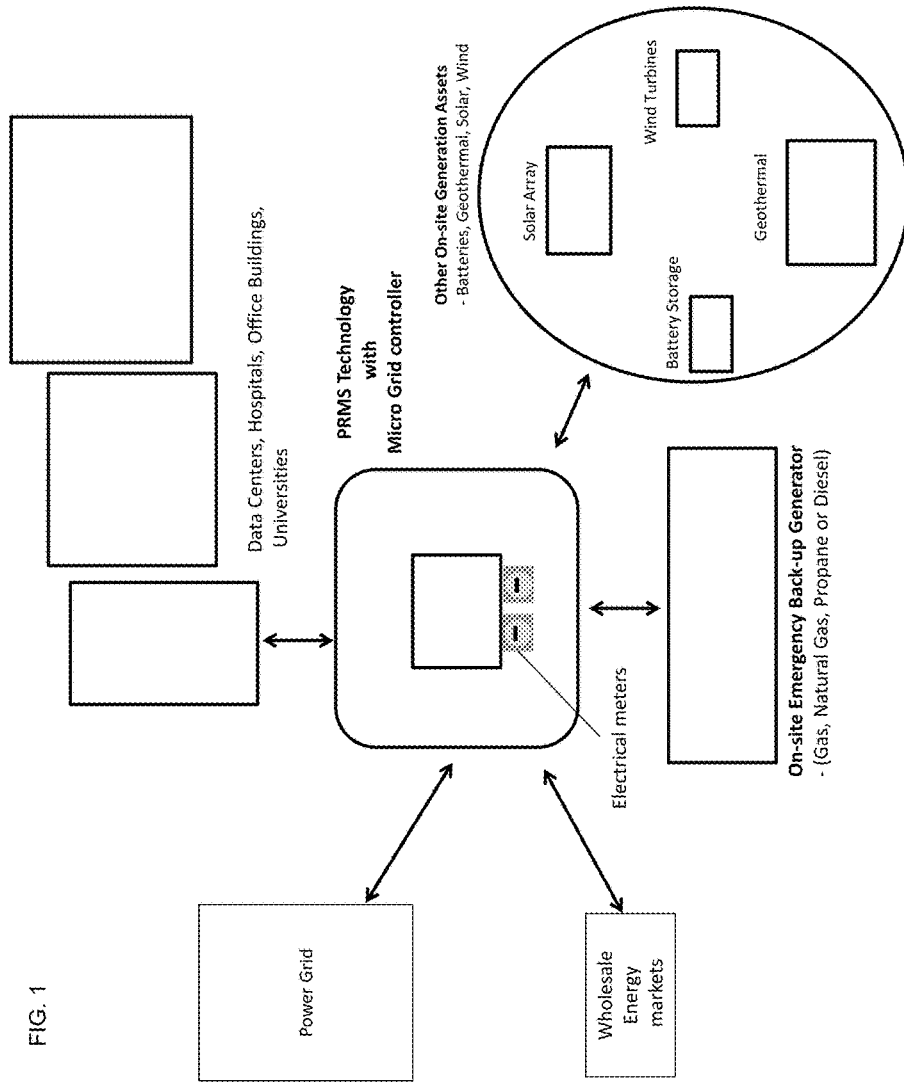 FIG. 1
Data Centers, Hospitals, Office Buildings,
Universities
Power Grid
PRMS Technology
with
Micro Grid controller
Electrical meters
Wholesale
Energy
markets
Other On-site Generation Assets
- Batteries, Geothermal, Solar, Wind
Solar Array
Wind Turbines
Battery Storage
Geothermal
On-site Emergency Back-up Generator
- (Gas, Natural Gas, Propane or Diesel)